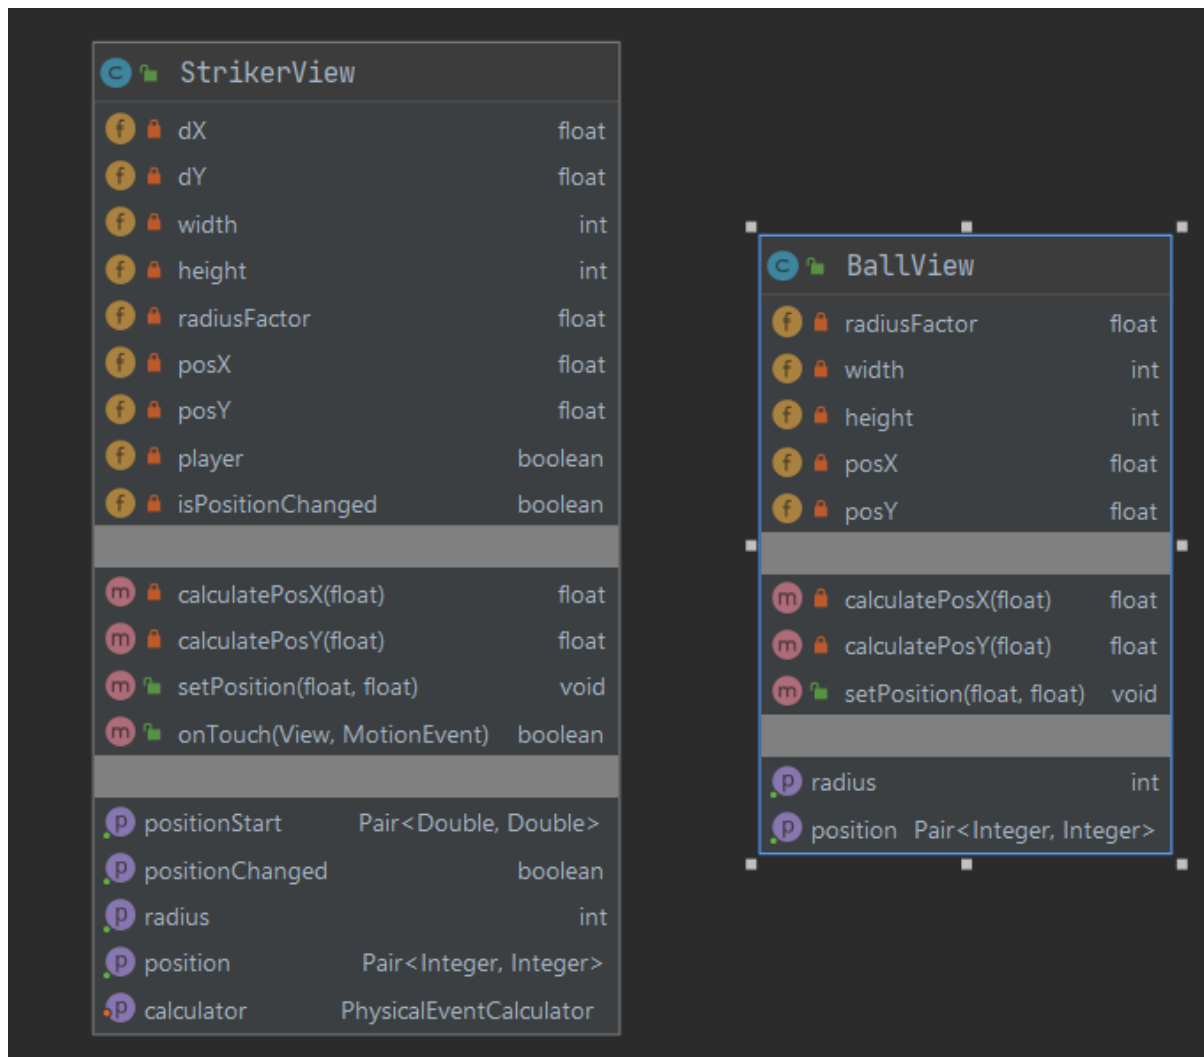 StrikerView
dX float
dY float
width int
height int
radiusFactor float
posX float
posY float
player boolean
isPositionChanged boolean
calculatePosX(float) float
calculatePosY(float) float
setPosition(float, float) void
onTouch(View, MotionEvent) boolean
positionStart Pair<Double, Double>
positionChanged boolean
radius int
position Pair<Integer, Integer>
calculator PhysicalEventCalculator
BallView
radiusFactor float
width int
height int
posX float
posY float
calculatePosX(float) float
calculatePosY(float) float
setPosition(float, float) void
radius int
position Pair<Integer, Integer>